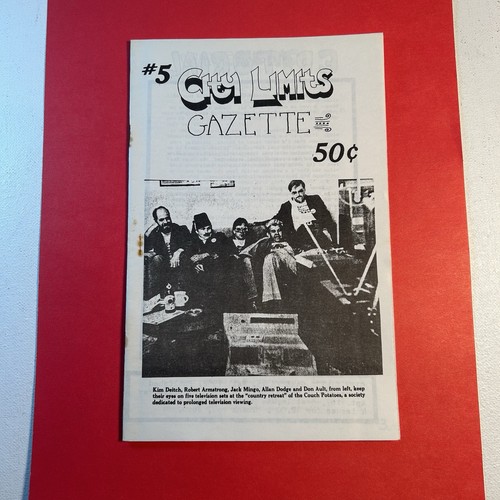 #5 City Limits
GAZETTE
50¢
Kim Deitch, Robert Armstrong, Jack Mingo, Allan Dodge and Don Ault, from left, keep
their eyes on five television sets at the "country retreat" of the Couch Potatoes, a society
dedicated to prolonged television viewing.